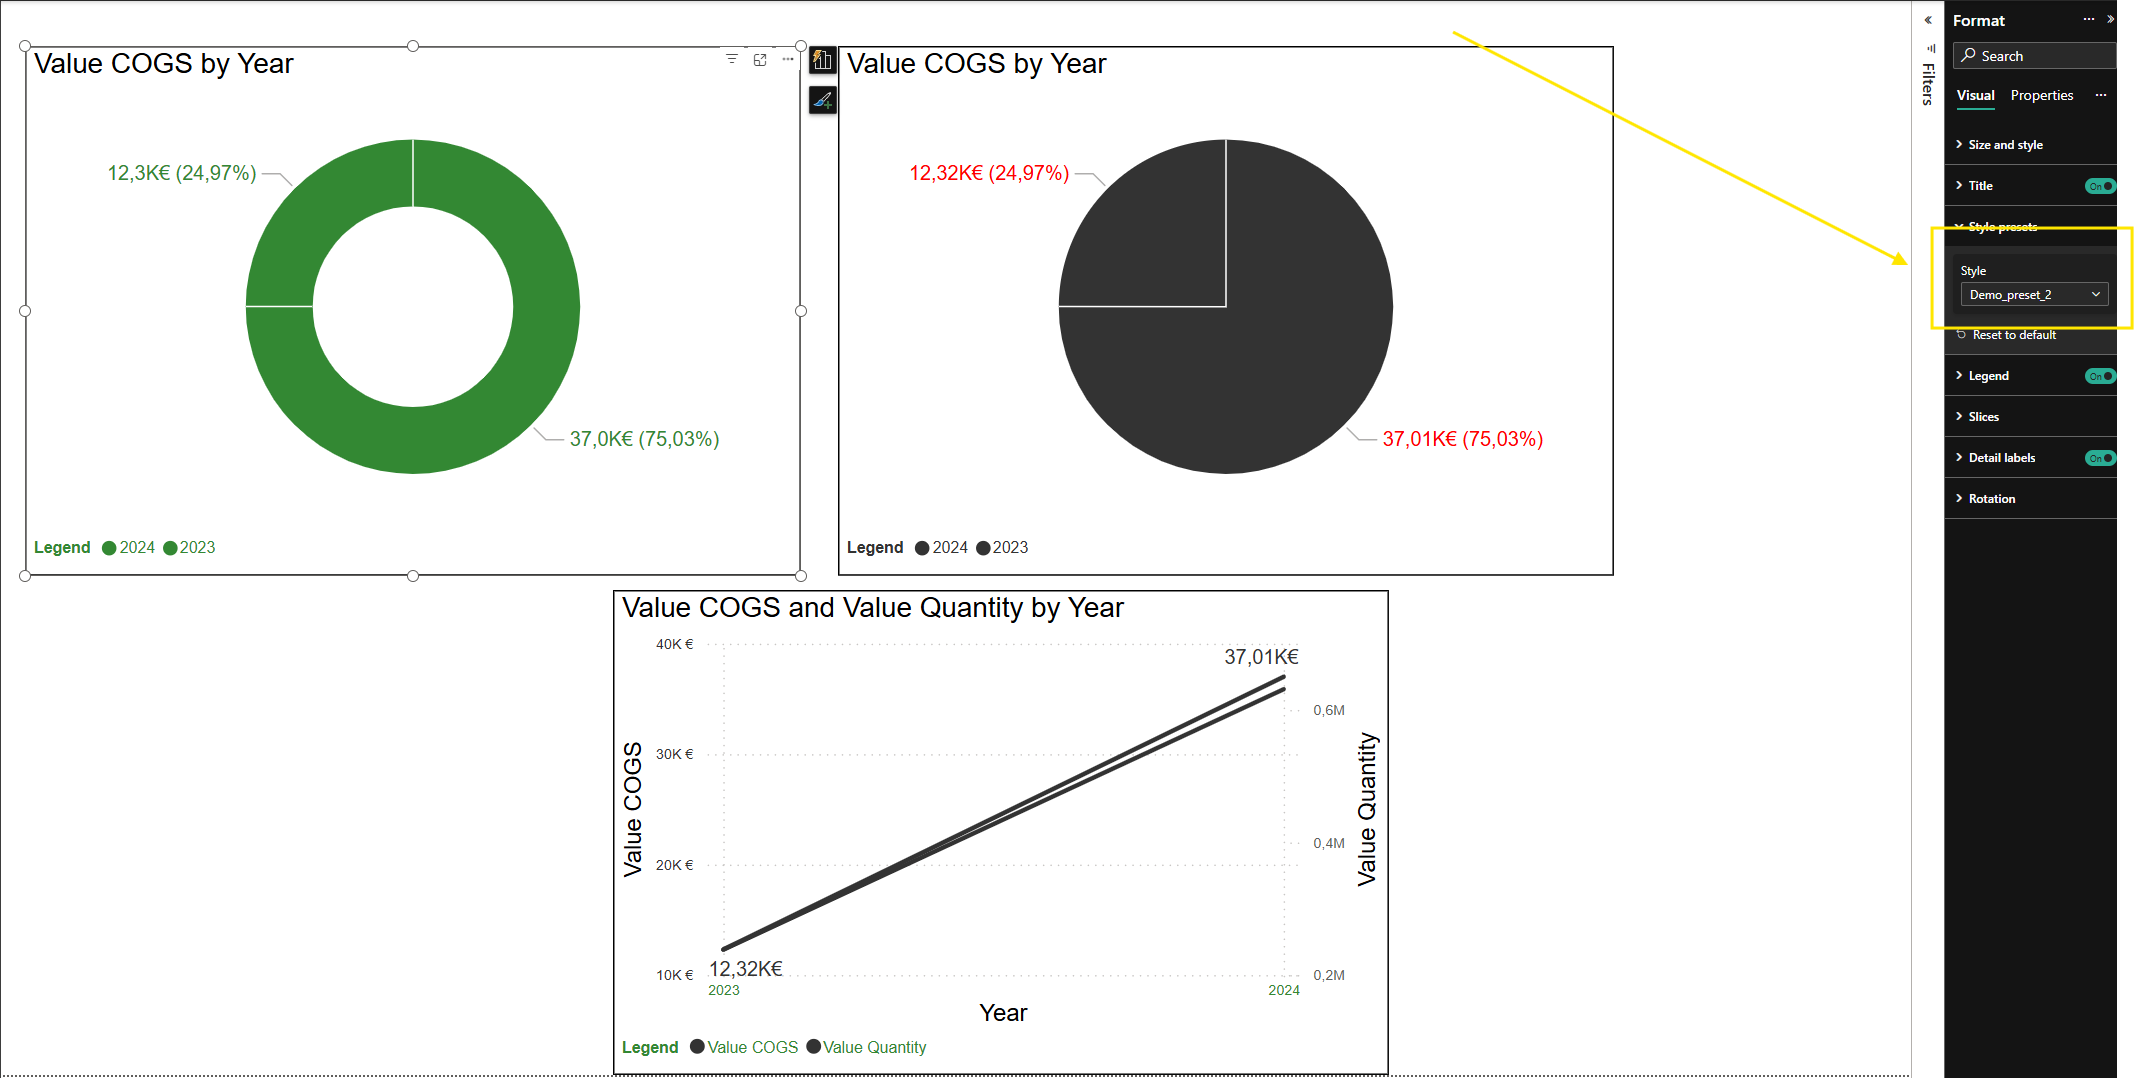 Value COGS by Year
12,3K€ (24,97%)
37,0K€ (75,03%)
Legend 2024 2023
Value COGS by Year
12,32K€ (24,97%)
37,01K€ (75,03%)
Legend 2024 2023
Value COGS and Value Quantity by Year
40K €
30K €
20K €
10K €
Value COGS
37,01K€
12,32K€
0,6M
0,4M
0,2M
Value Quantity
2023
2024
Year
Legend Value COGS Value Quantity
Filters
Format
Search
Visual Properties
Size and style
Title On
Style presets
Style
Demo_preset_2
Reset to default
Legend On
Slices
Detail labels On
Rotation